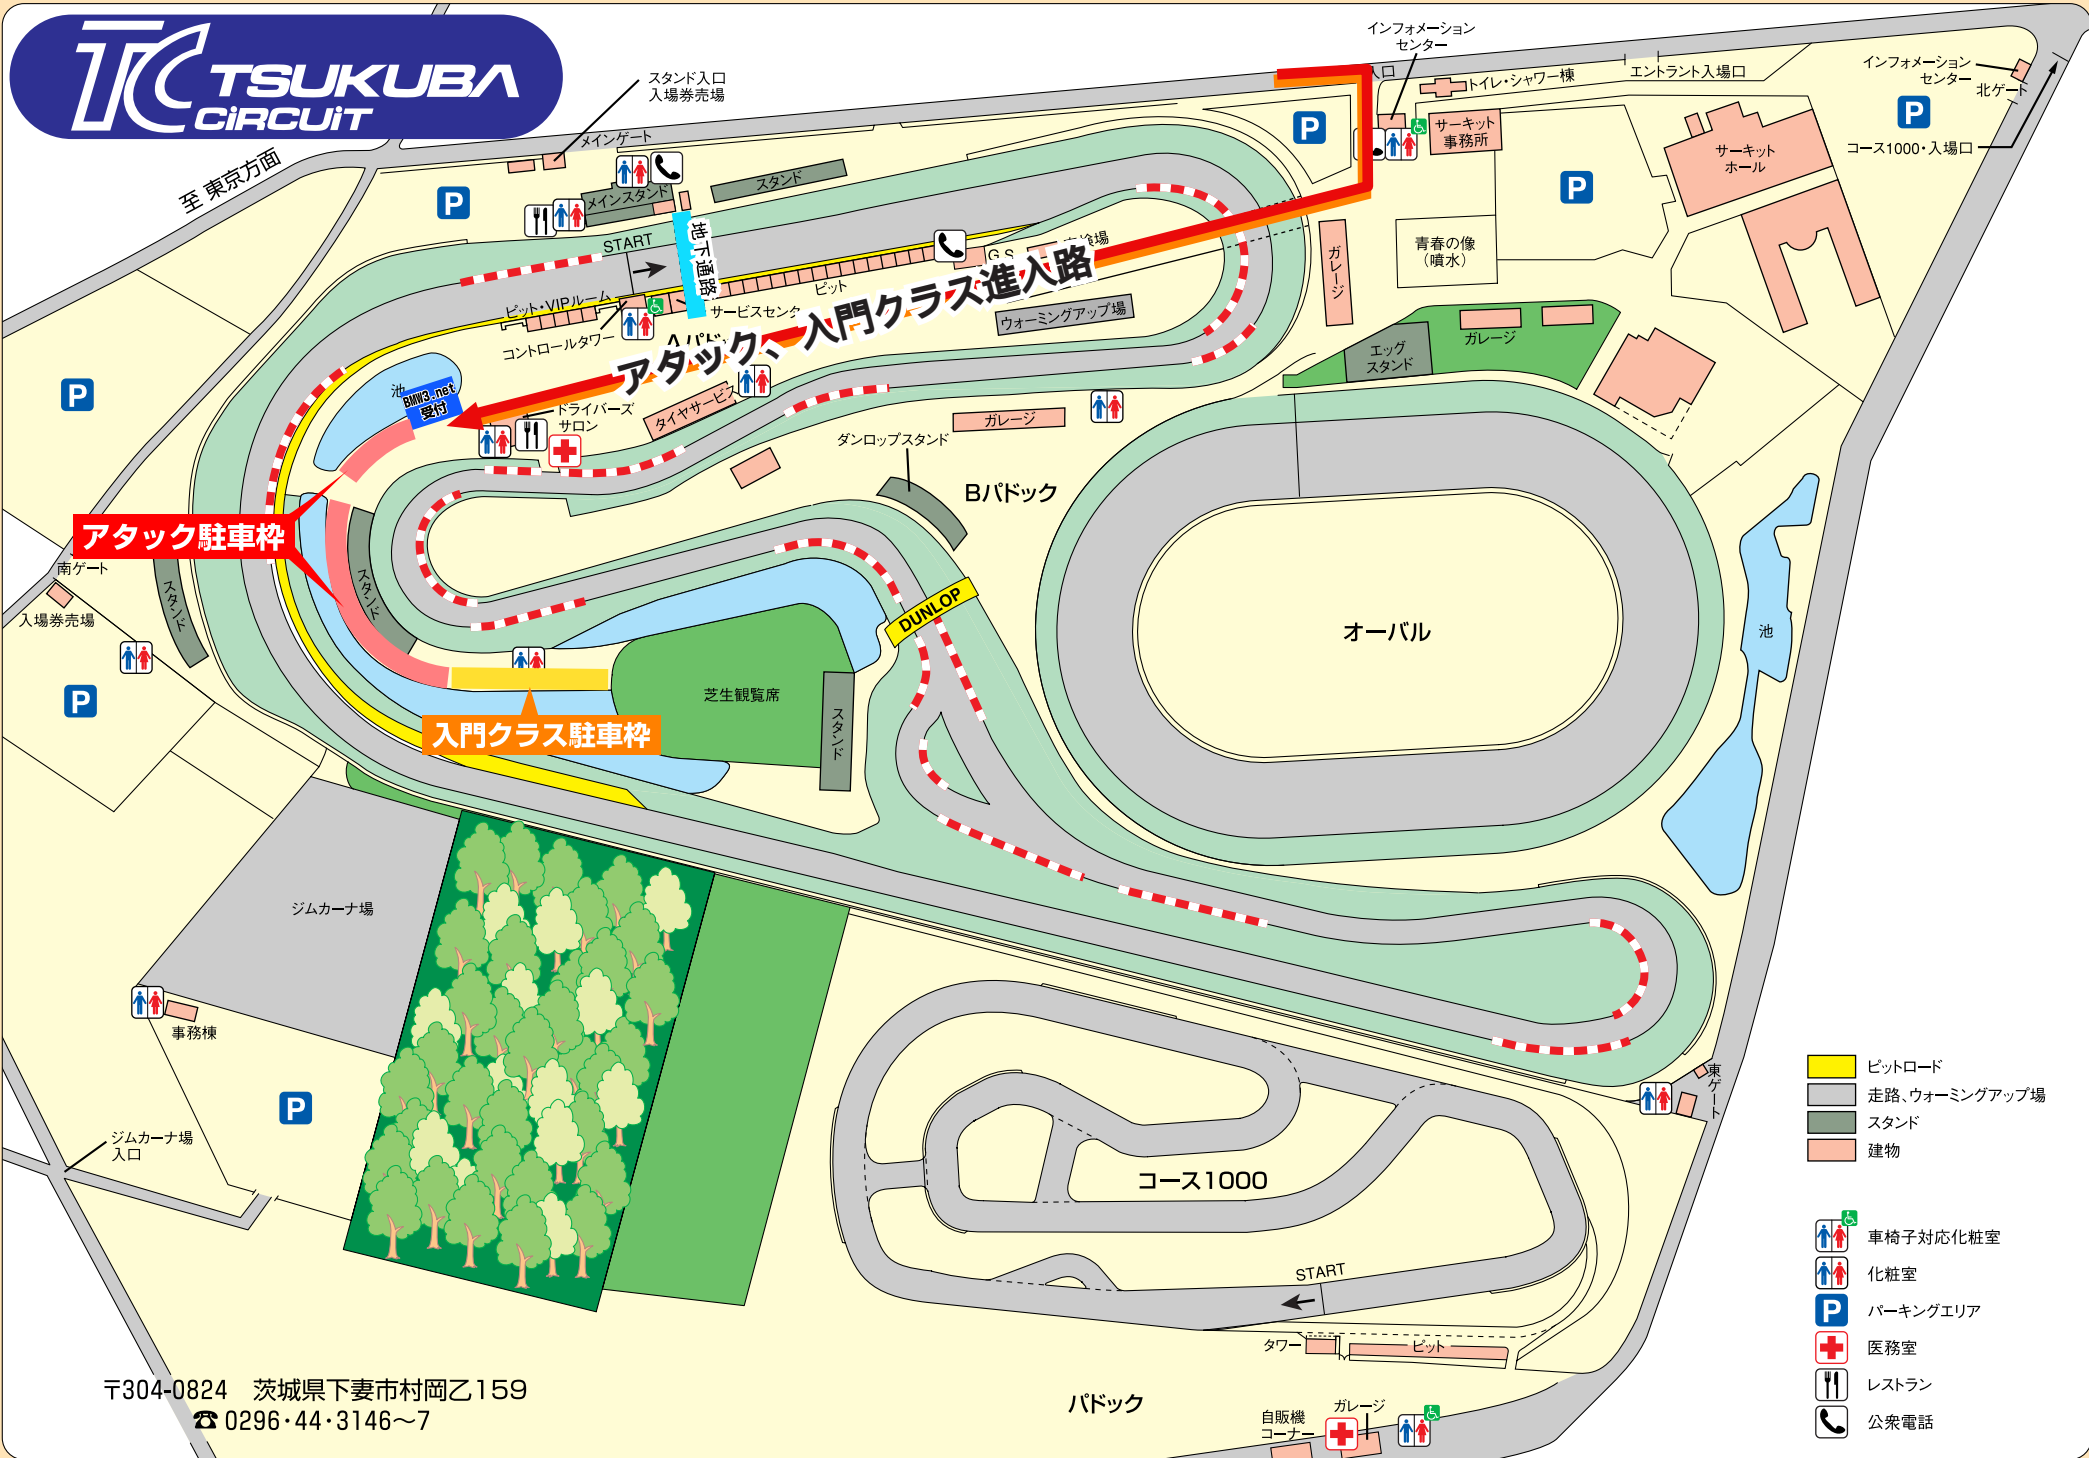 TC TSUKUBA
CiRCUiT
至 東京方面
スタンド入口
入場券売場
メインゲート
インフォメーション
センター
入口
トイレ・シャワー棟
エントラント入場口
インフォメーション
センター
北ゲート
コース1000・入場口
サーキット
事務所
サーキット
ホール
P
P
P
P
メインスタンド
スタンド
START
地下通路
ピット・VIPルーム
コントロールタワー
サービスセンタ
ピット
G.S.
車検場
ウォーミングアップ場
ガレージ
青春の像
(噴水)
エッグ
スタンド
ガレージ
アタック、入門クラス進入路
Aパド
P
池
BMW3.net
受付
ドライバーズ
サロン
タイヤサービス
ダンロップスタンド
ガレージ
Bパドック
アタック駐車枠
南ゲート
入場券売場
スタンド
スタンド
P
DUNLOP
オーバル
池
芝生観覧席
スタンド
入門クラス駐車枠
ジムカーナ場
事務棟
P
ジムカーナ場
入口
東ゲート
コース1000
START
タワー
ピット
パドック
自販機
コーナー
ガレージ
〒304-0824 茨城県下妻市村岡乙159
☎ 0296・44・3146〜7
ピットロード
走路、ウォーミングアップ場
スタンド
建物
車椅子対応化粧室
化粧室
P パーキングエリア
医務室
レストラン
公衆電話